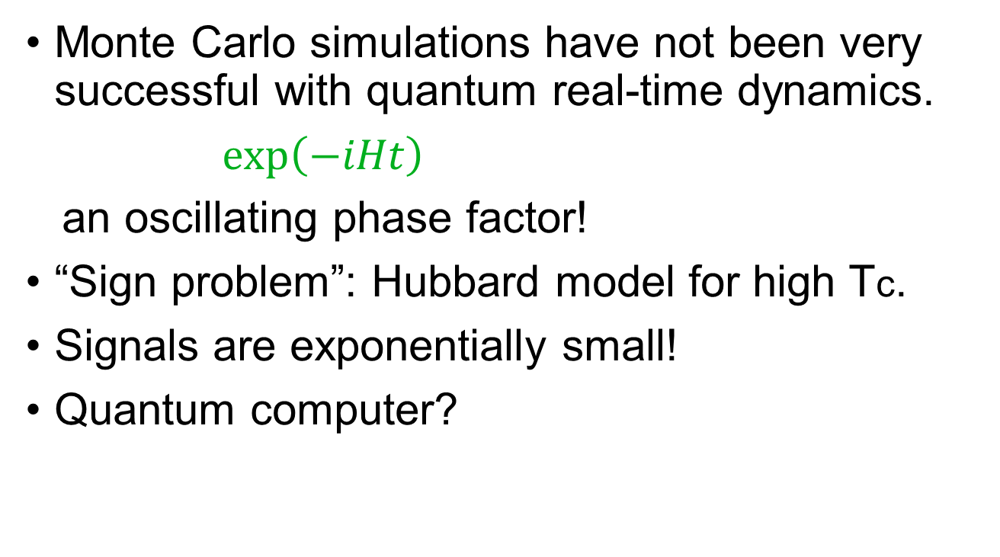 • Monte Carlo simulations have not been very
successful with quantum real-time dynamics.
exp(−iHt)
an oscillating phase factor!
• “Sign problem”: Hubbard model for high Tc.
• Signals are exponentially small!
• Quantum computer?